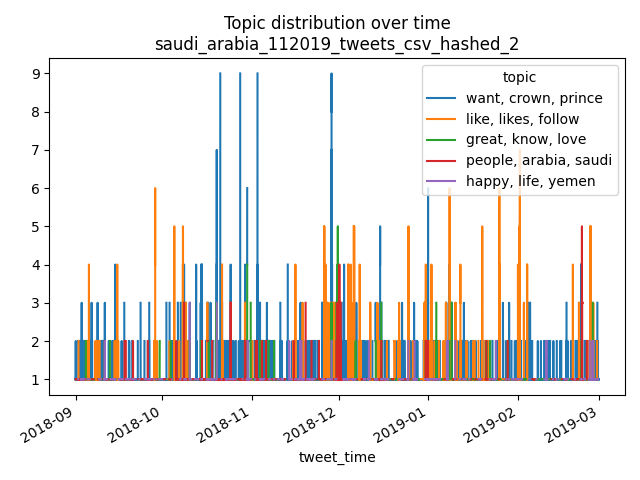 Topic distribution over time
saudi_arabia_112019_tweets_csv_hashed_2
topic
want, crown, prince
like, likes, follow
great, know, love
people, arabia, saudi
happy, life, yemen
9
8
7
6
5
4
3
2
1
2018-09
2018-10
2018-11
2018-12
2019-01
2019-02
2019-03
tweet_time